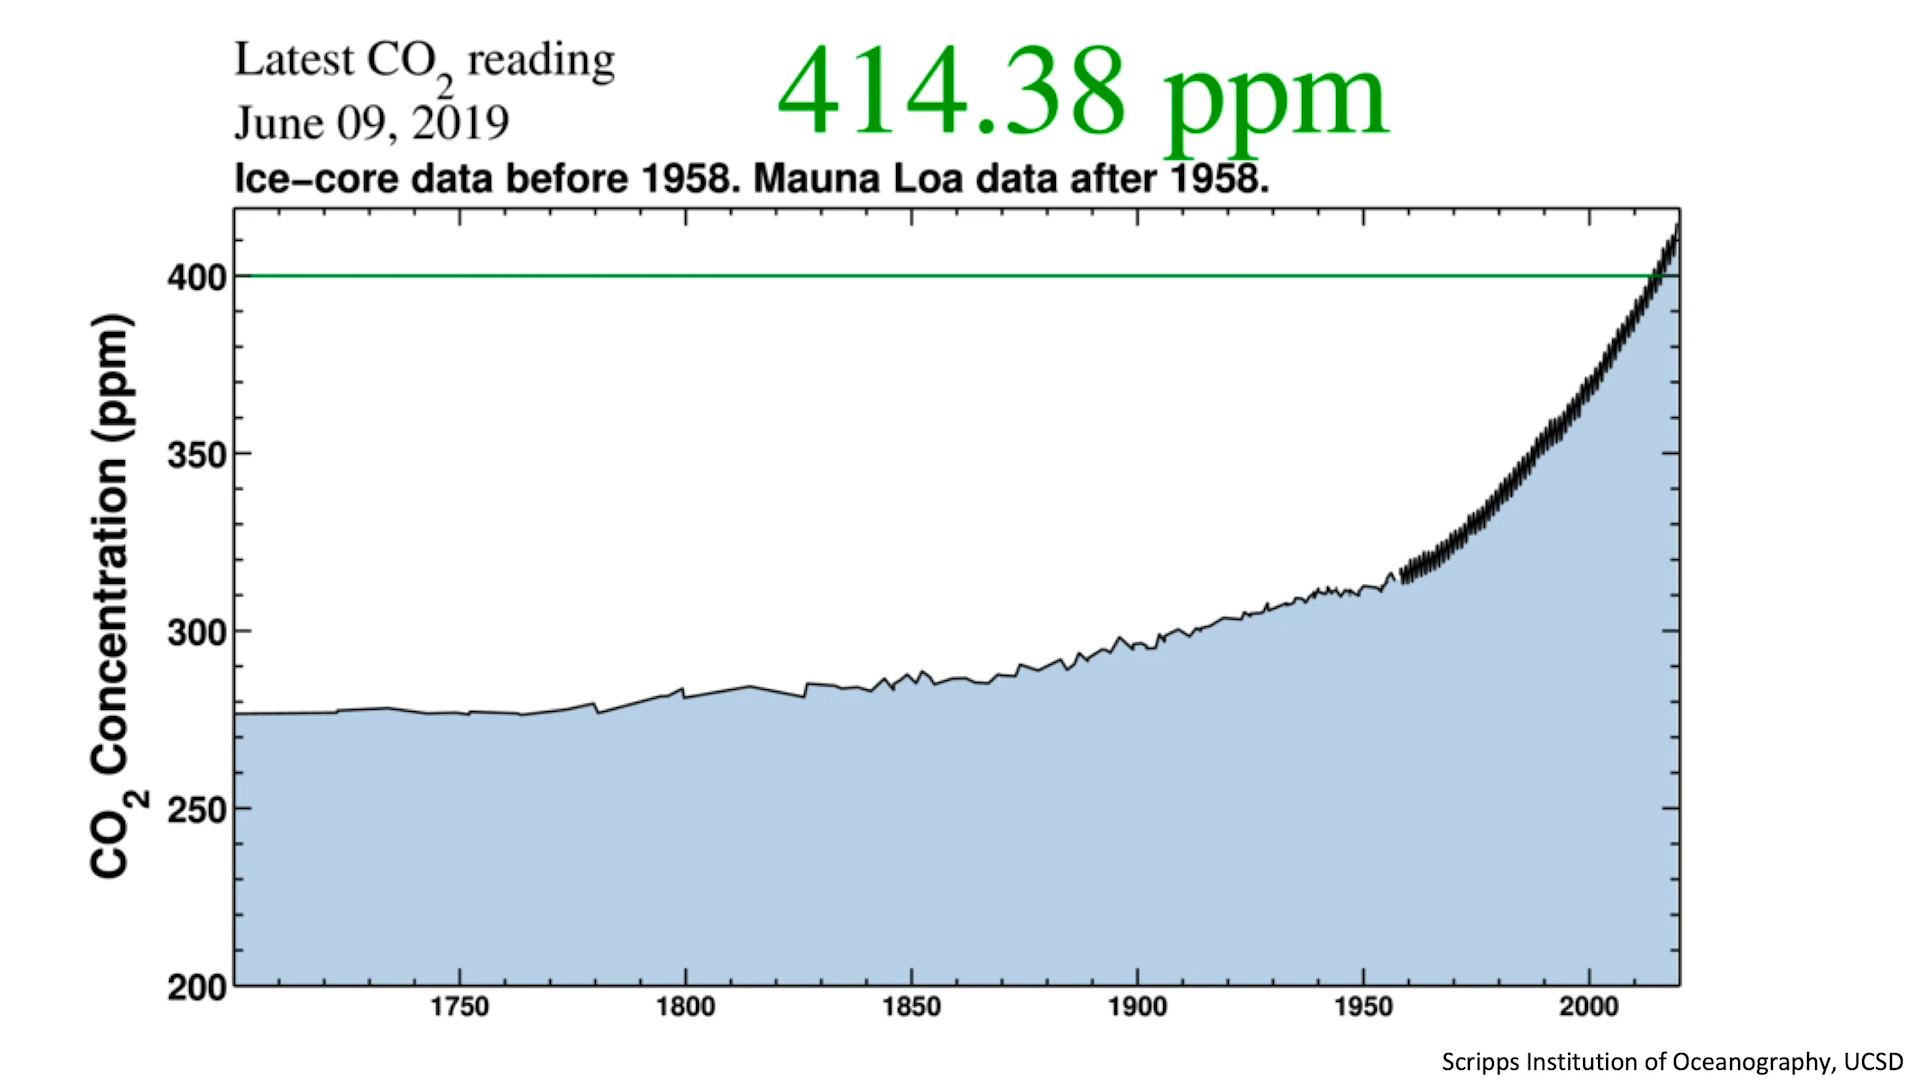 Latest CO2 reading
June 09, 2019
414.38 ppm
Ice-core data before 1958. Mauna Loa data after 1958.
CO2 Concentration (ppm)
400
350
300
250
200
1750 1800 1850 1900 1950 2000
Scripps Institution of Oceanography, UCSD